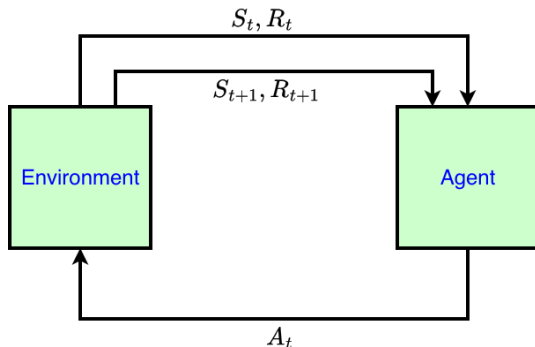 S_t, R_t
S_{t+1}, R_{t+1}
Environment
Agent
A_t